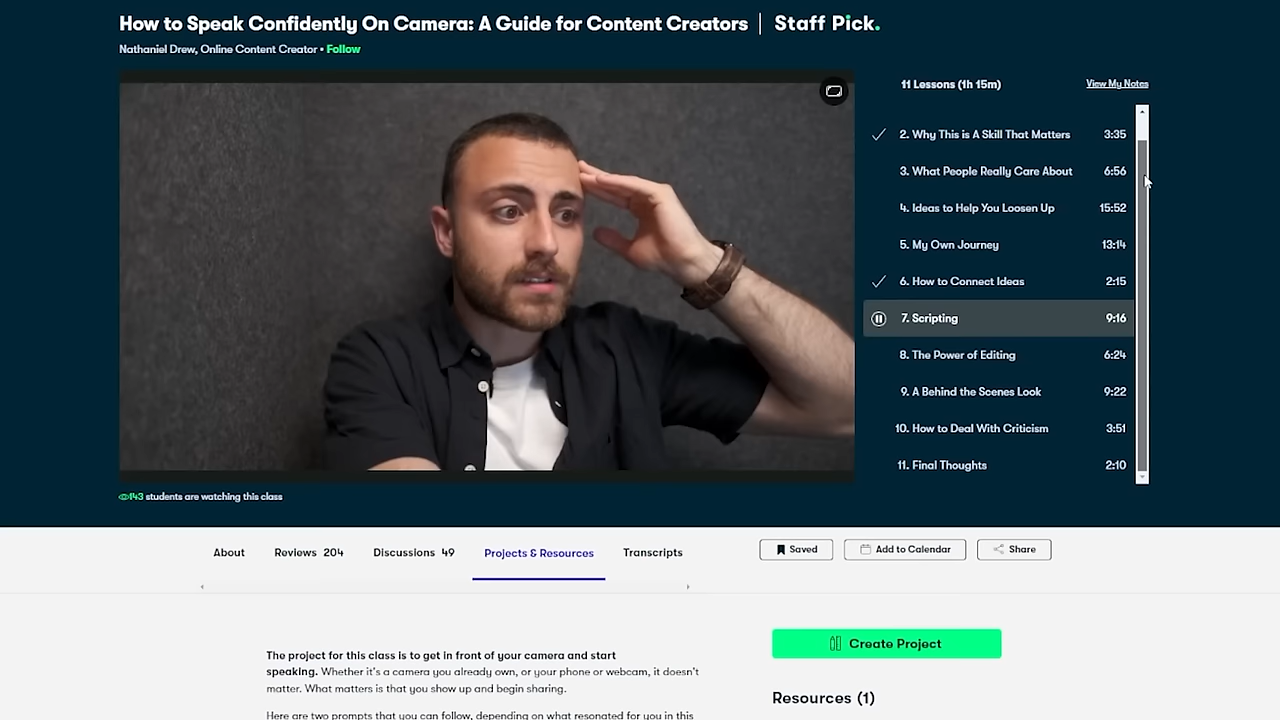 How to Speak Confidently On Camera: A Guide for Content Creators | Staff Pick.
Nathaniel Drew, Online Content Creator • Follow
11 Lessons (1h 15m) View My Notes
2. Why This is A Skill That Matters 3:35
3. What People Really Care About 6:56
4. Ideas to Help You Loosen Up 15:52
5. My Own Journey 13:14
6. How to Connect Ideas 2:15
7. Scripting 9:16
8. The Power of Editing 6:24
9. A Behind the Scenes Look 9:22
10. How to Deal With Criticism 3:51
11. Final Thoughts 2:10
143 students are watching this class
About Reviews 204 Discussions 49 Projects & Resources Transcripts Saved Add to Calendar Share
The project for this class is to get in front of your camera and start
speaking. Whether it's a camera you already own, or your phone or webcam, it doesn't
matter. What matters is that you show up and begin sharing.
Here are two prompts that you can follow, depending on what resonated for you in this
Create Project
Resources (1)